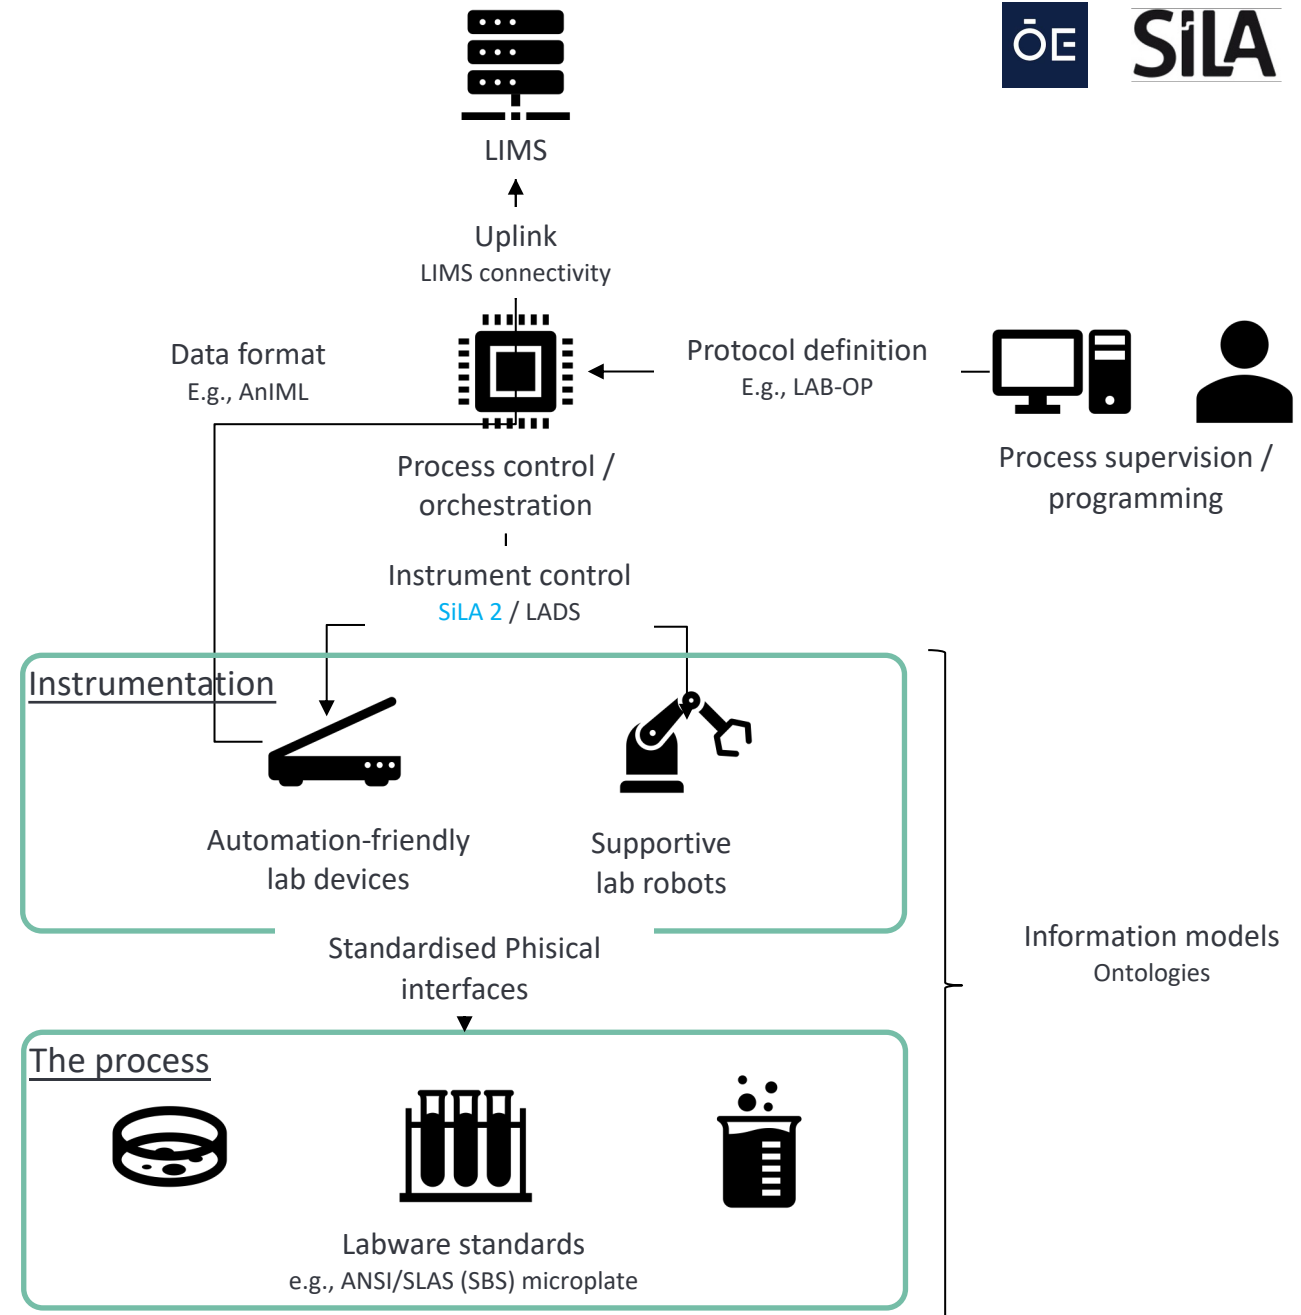 ŌE
SiLA
LIMS
Uplink
LIMS connectivity
Data format
E.g., AnIML
Protocol definition
E.g., LAB-OP
Process supervision /
programming
Process control /
orchestration
Instrument control
SiLA 2 / LADS
Instrumentation
Automation-friendly
lab devices
Supportive
lab robots
Standardised Phisical
interfaces
Information models
Ontologies
The process
Labware standards
e.g., ANSI/SLAS (SBS) microplate